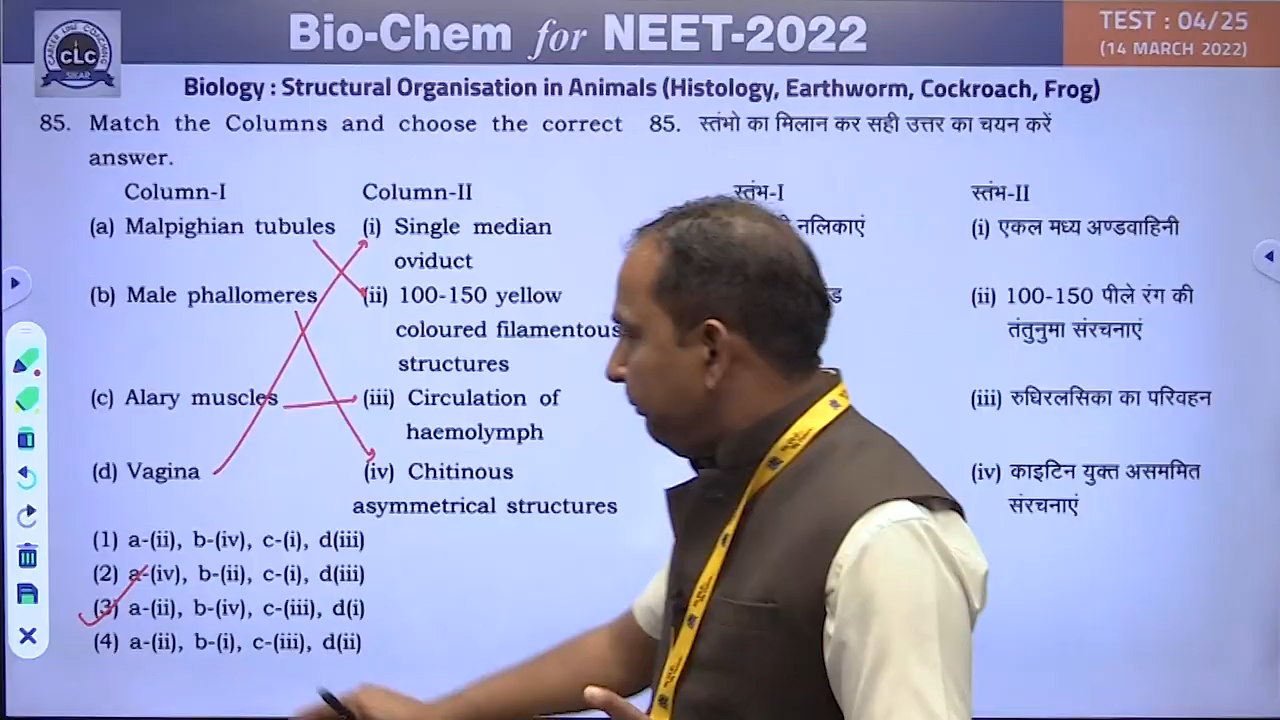 Bio-Chem for NEET-2022
TEST : 04/25
(14 MARCH 2022)
CAREER LINE COACHING
CLC
SIKAR
Biology : Structural Organisation in Animals (Histology, Earthworm, Cockroach, Frog)
85. Match the Columns and choose the correct
answer.
Column-I Column-II
(a) Malpighian tubules (i) Single median
oviduct
(b) Male phallomeres (ii) 100-150 yellow
coloured filamentous
structures
(c) Alary muscles (iii) Circulation of
haemolymph
(d) Vagina (iv) Chitinous
asymmetrical structures
(1) a-(ii), b-(iv), c-(i), d(iii)
(2) a-(iv), b-(ii), c-(i), d(iii)
(3) a-(ii), b-(iv), c-(iii), d(i)
(4) a-(ii), b-(i), c-(iii), d(ii)
85. स्तंभो का मिलान कर सही उत्तर का चयन करें
स्तंभ-I स्तंभ-II
नलिकाएं (i) एकल मध्य अण्डवाहिनी
(ii) 100-150 पीले रंग की
तंतुनुमा संरचनाएं
(iii) रुधिरलसिका का परिवहन
(iv) काइटिन युक्त असममित
संरचनाएं